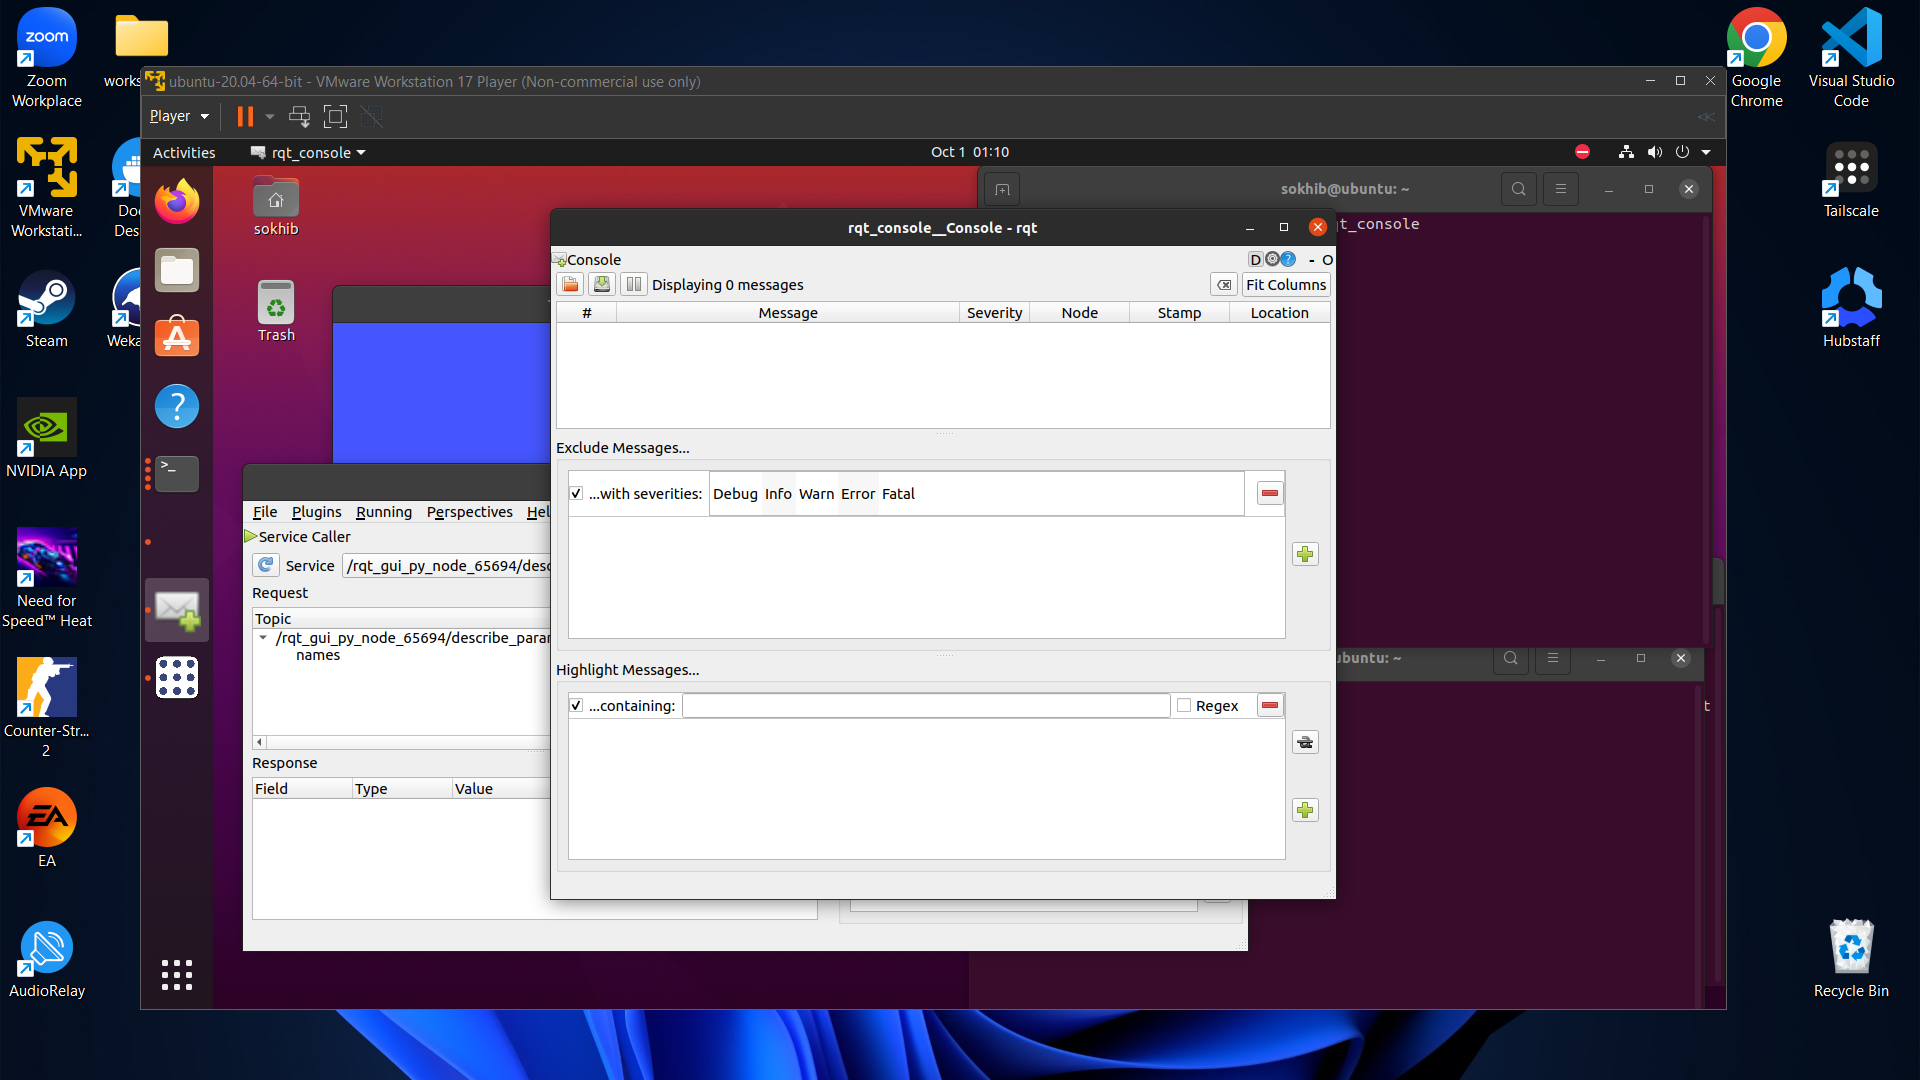 zoom
Zoom
Workplace
works
VMware
Workstati...
Steam
Weka
NVIDIA App
Need for
Speed™ Heat
Counter-Str...
2
EA
EA
AudioRelay
ubuntu-20.04-64-bit - VMware Workstation 17 Player (Non-commercial use only)
Player
Activities
rqt_console
Oct 1 01:10
sokhib
Trash
sokhib@ubuntu: ~
rqt_console__Console - rqt
Console
D
?
- O
Displaying 0 messages
Fit Columns
#
Message
Severity
Node
Stamp
Location
Exclude Messages...
...with severities:
Debug
Info
Warn
Error
Fatal
Highlight Messages...
...containing:
Regex
File
Plugins
Running
Perspectives
Hel
Service Caller
Service
/rqt_gui_py_node_65694/desc
Request
Topic
/rqt_gui_py_node_65694/describe_paran
names
Response
Field
Type
Value
ubuntu: ~
t
Google
Chrome
Visual Studio
Code
Tailscale
Hubstaff
Recycle Bin